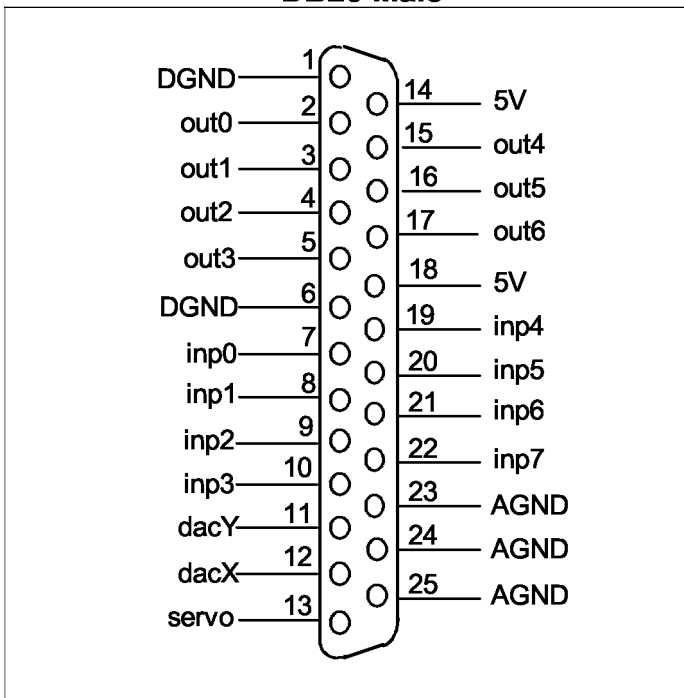 1
DGND
2
out0
3
out1
4
out2
5
out3
6
DGND
7
inp0
8
inp1
9
inp2
10
inp3
11
dacY
12
dacX
13
servo
14 5V
15 out4
16 out5
17 out6
18 5V
19 inp4
20 inp5
21 inp6
22 inp7
23 AGND
24 AGND
25 AGND